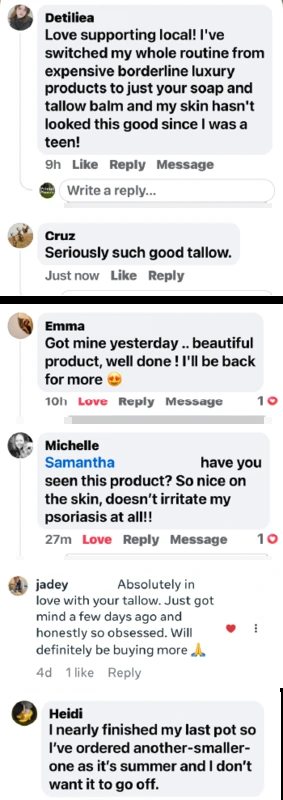 Detiliea
Love supporting local! I've
switched my whole routine from
expensive borderline luxury
products to just your soap and
tallow balm and my skin hasn't
looked this good since I was a
teen!
9h Like Reply Message
Write a reply...
Cruz
Seriously such good tallow.
Just now Like Reply
Emma
Got mine yesterday .. beautiful
product, well done ! I'll be back
for more 😍
10h Love Reply Message 1
Michelle
Samantha have you
seen this product? So nice on
the skin, doesn't irritate my
psoriasis at all!!
27m Love Reply Message 1
jadey Absolutely in
love with your tallow. Just got
mind a few days ago and
honestly so obsessed. Will
definitely be buying more 🙏
4d 1 like Reply
Heidi
I nearly finished my last pot so
I've ordered another-smaller-
one as it's summer and I don't
want it to go off.